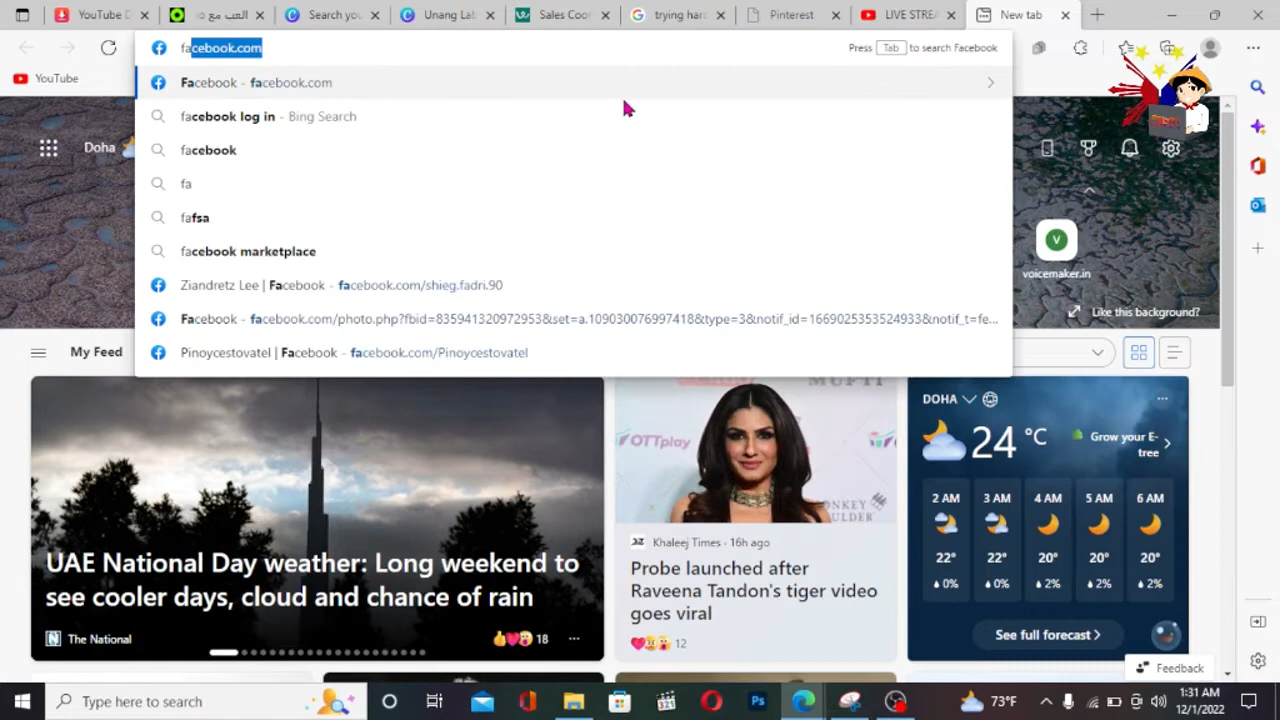 YouTube D
العب مع نو
Search you
Unang Lab
Sales Coor
trying hard
Pinterest
LIVE STREA
New tab
facebook.com
Press Tab to search Facebook
YouTube
Facebook - facebook.com
facebook log in - Bing Search
facebook
fa
fafsa
facebook marketplace
Ziandretz Lee | Facebook - facebook.com/shieg.fadri.90
Facebook - facebook.com/photo.php?fbid=835941320972953&set=a.109030076997418&type=3&notif_id=1669025353524933&notif_t=fe...
Pinoycestovatel | Facebook - facebook.com/Pinoycestovatel
Doha
V
voicemaker.in
Like this background?
My Feed
UAE National Day weather: Long weekend to
see cooler days, cloud and chance of rain
The National
18
OTTplay
Khaleej Times · 16h ago
Probe launched after
Raveena Tandon's tiger video
goes viral
12
DOHA
24 °C
Grow your E-
tree
2 AM 3 AM 4 AM 5 AM 6 AM
22° 22° 20° 20° 20°
0% 0% 2% 2% 2%
See full forecast
Feedback
Type here to search
73°F
1:31 AM
12/1/2022